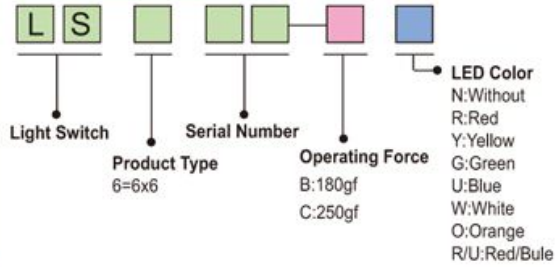 L S
LED Color
N:Without
R:Red
Y:Yellow
G:Green
U:Blue
W:White
O:Orange
R/U:Red/Bule
Light Switch
Serial Number
Product Type
6=6x6
Operating Force
B:180gf
C:250gf